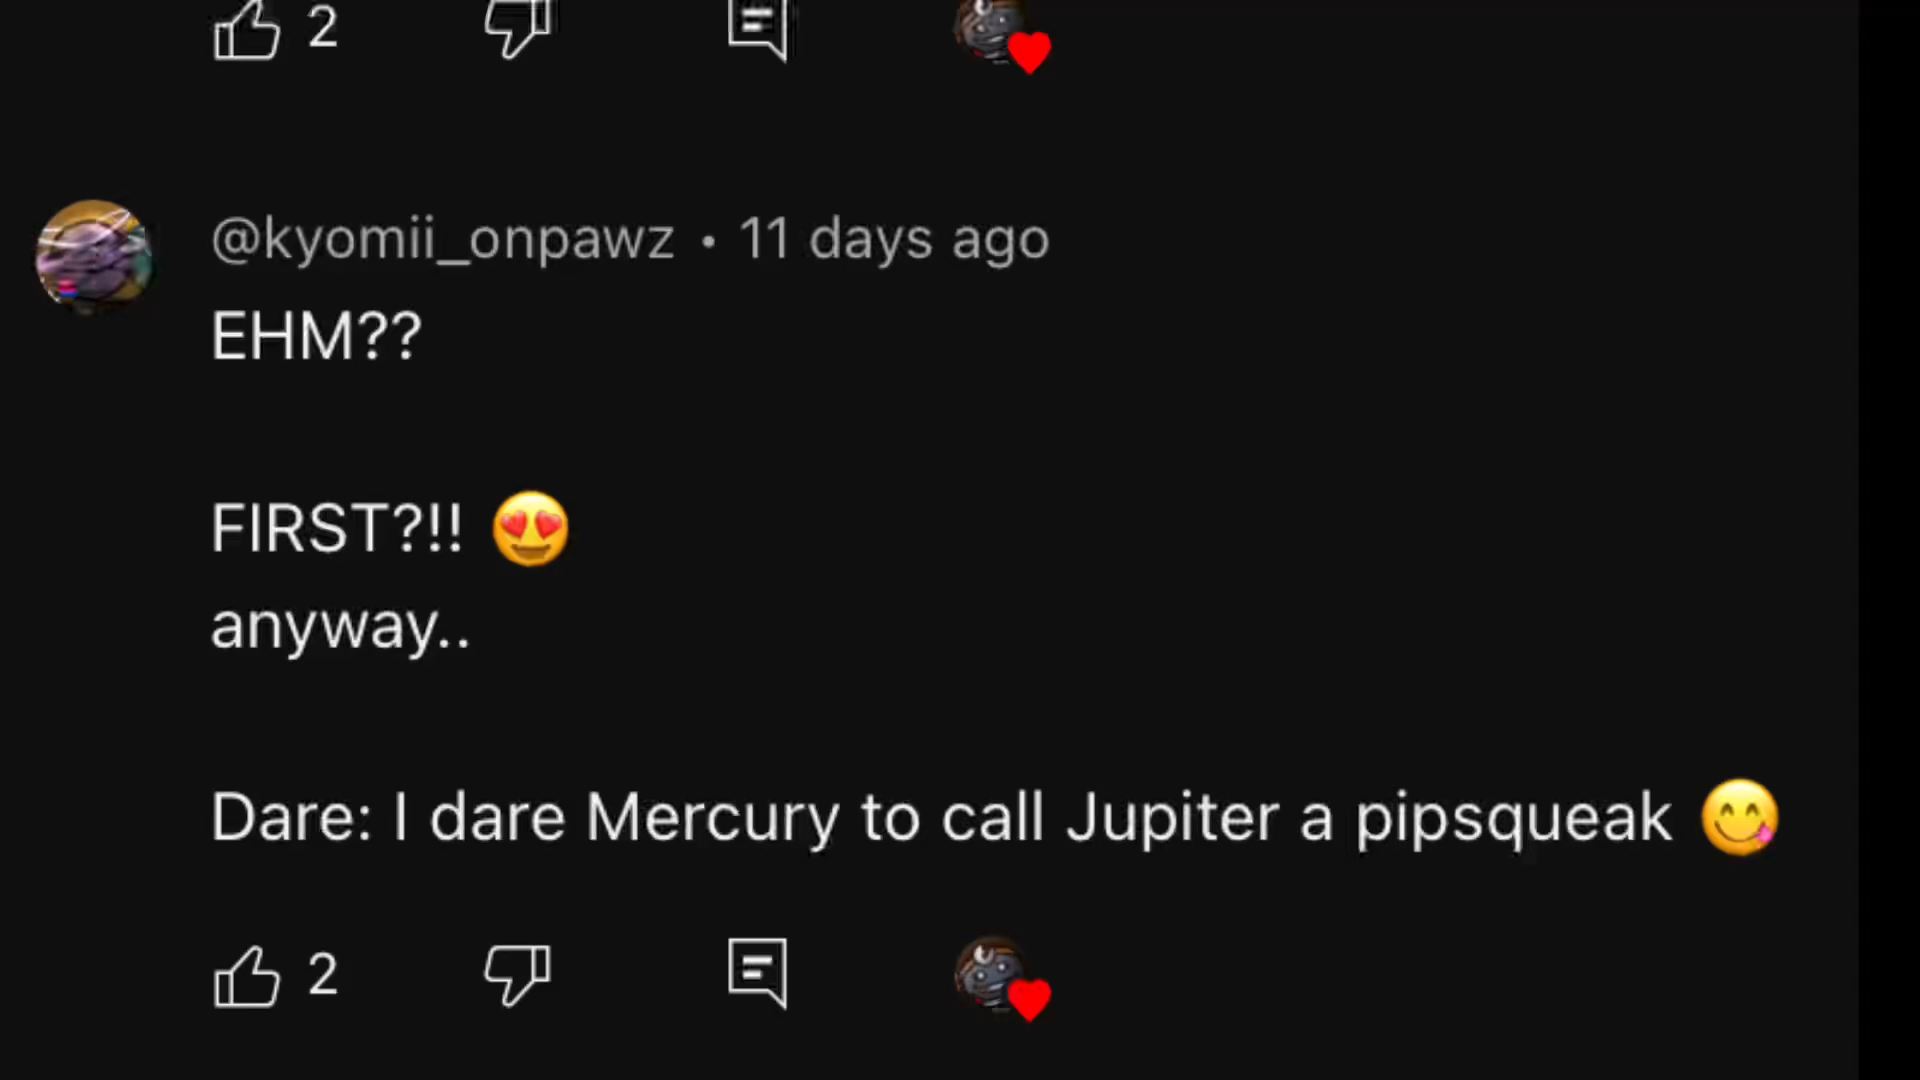 2
@kyomii_onpawz • 11 days ago
EHM??
FIRST?!! 😍
anyway..
Dare: I dare Mercury to call Jupiter a pipsqueak 😋
2